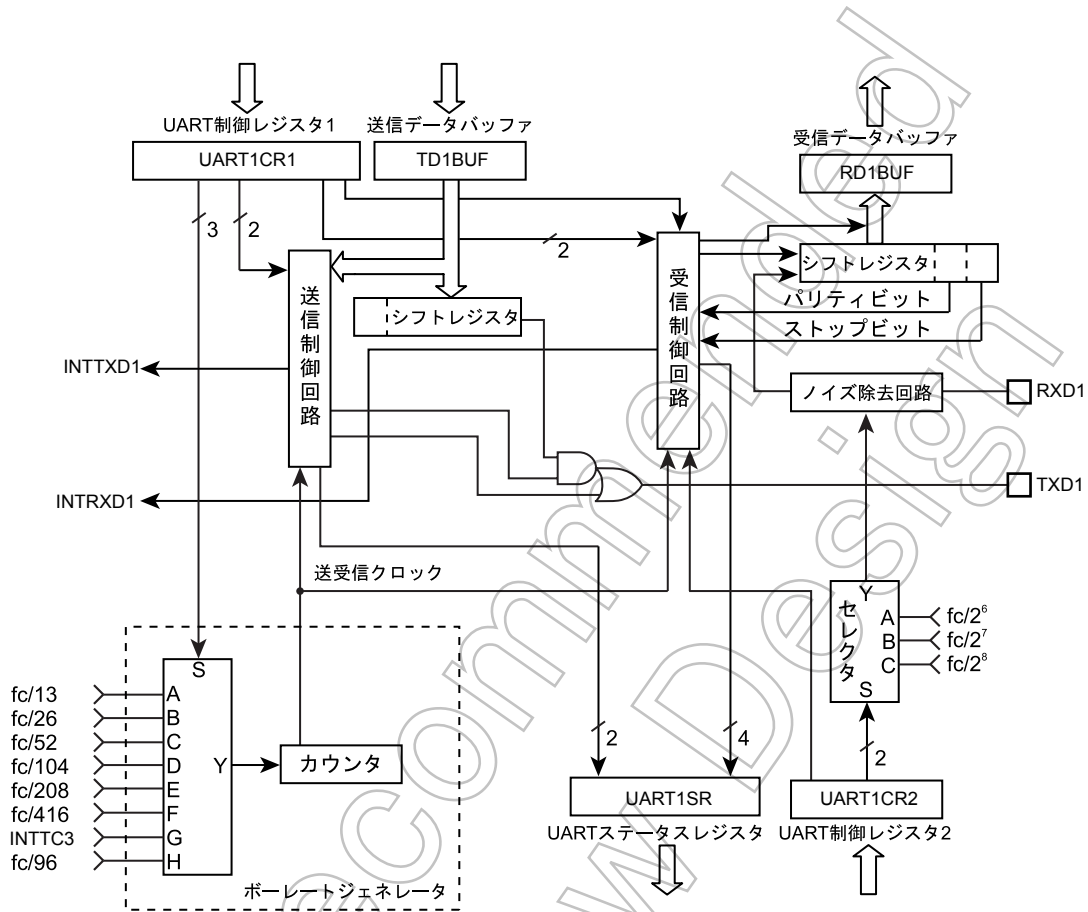 UART制御レジスタ1
送信データバッファ
受信データバッファ
UART1CR1
TD1BUF
RD1BUF
3
2
2
送信制御回路
受信制御回路
シフトレジスタ
シフトレジスタ
パリティビット
ストップビット
INTTXD1
ノイズ除去回路
RXD1
INTRXD1
TXD1
送受信クロック
セレクタ
Y
A
B
C
S
fc/2⁶
fc/2⁷
fc/2⁸
S
fc/13
A
fc/26
B
fc/52
C
fc/104
D
Y
カウンタ
fc/208
E
fc/416
F
INTTC3
G
fc/96
H
ボーレートジェネレータ
2
4
2
UART1SR
UART1CR2
UARTステータスレジスタ
UART制御レジスタ2
Recommended
New Design